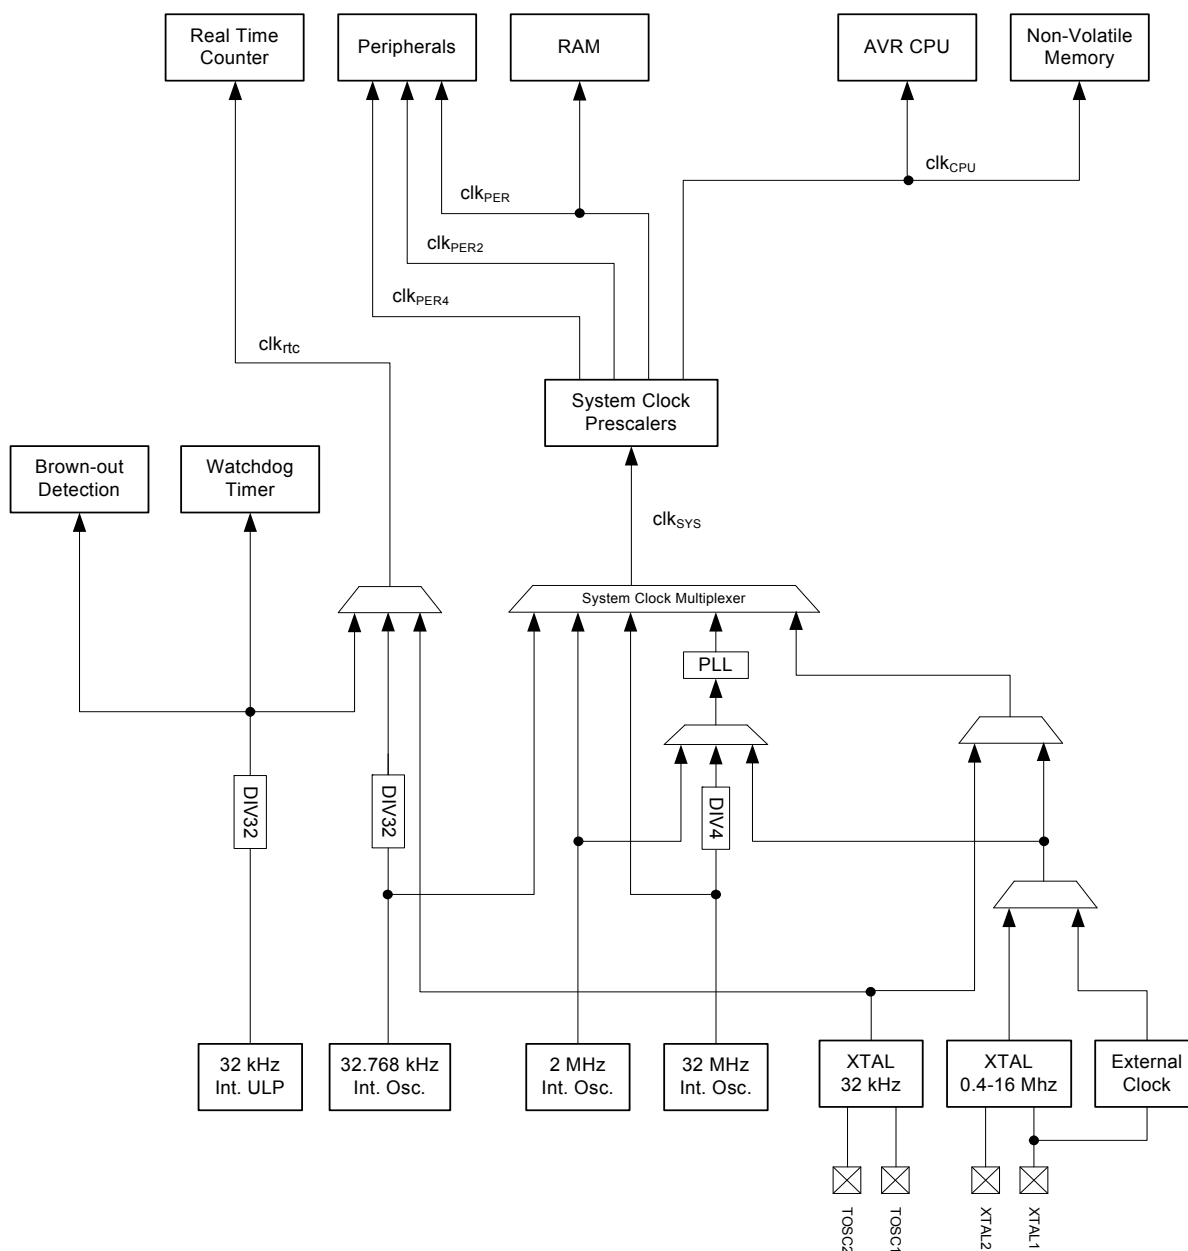 Real Time
Counter
Peripherals
RAM
AVR CPU
Non-Volatile
Memory
clkCPU
clkPER
clkPER2
clkPER4
clkrtc
System Clock
Prescalers
Brown-out
Detection
Watchdog
Timer
clkSYS
System Clock Multiplexer
PLL
DIV32
DIV32
DIV4
32 kHz
Int. ULP
32.768 kHz
Int. Osc.
2 MHz
Int. Osc.
32 MHz
Int. Osc.
XTAL
32 kHz
XTAL
0.4-16 Mhz
External
Clock
TOSC2
TOSC1
XTAL2
XTAL1